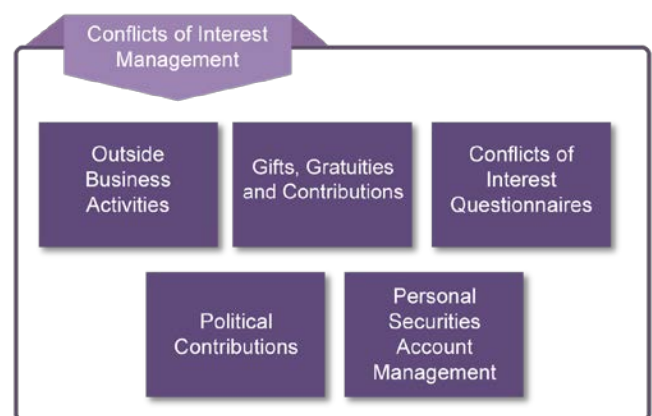 Conflicts of Interest
Management
Outside
Business
Activities
Gifts, Gratuities
and Contributions
Conflicts of
Interest
Questionnaires
Political
Contributions
Personal
Securities
Account
Management